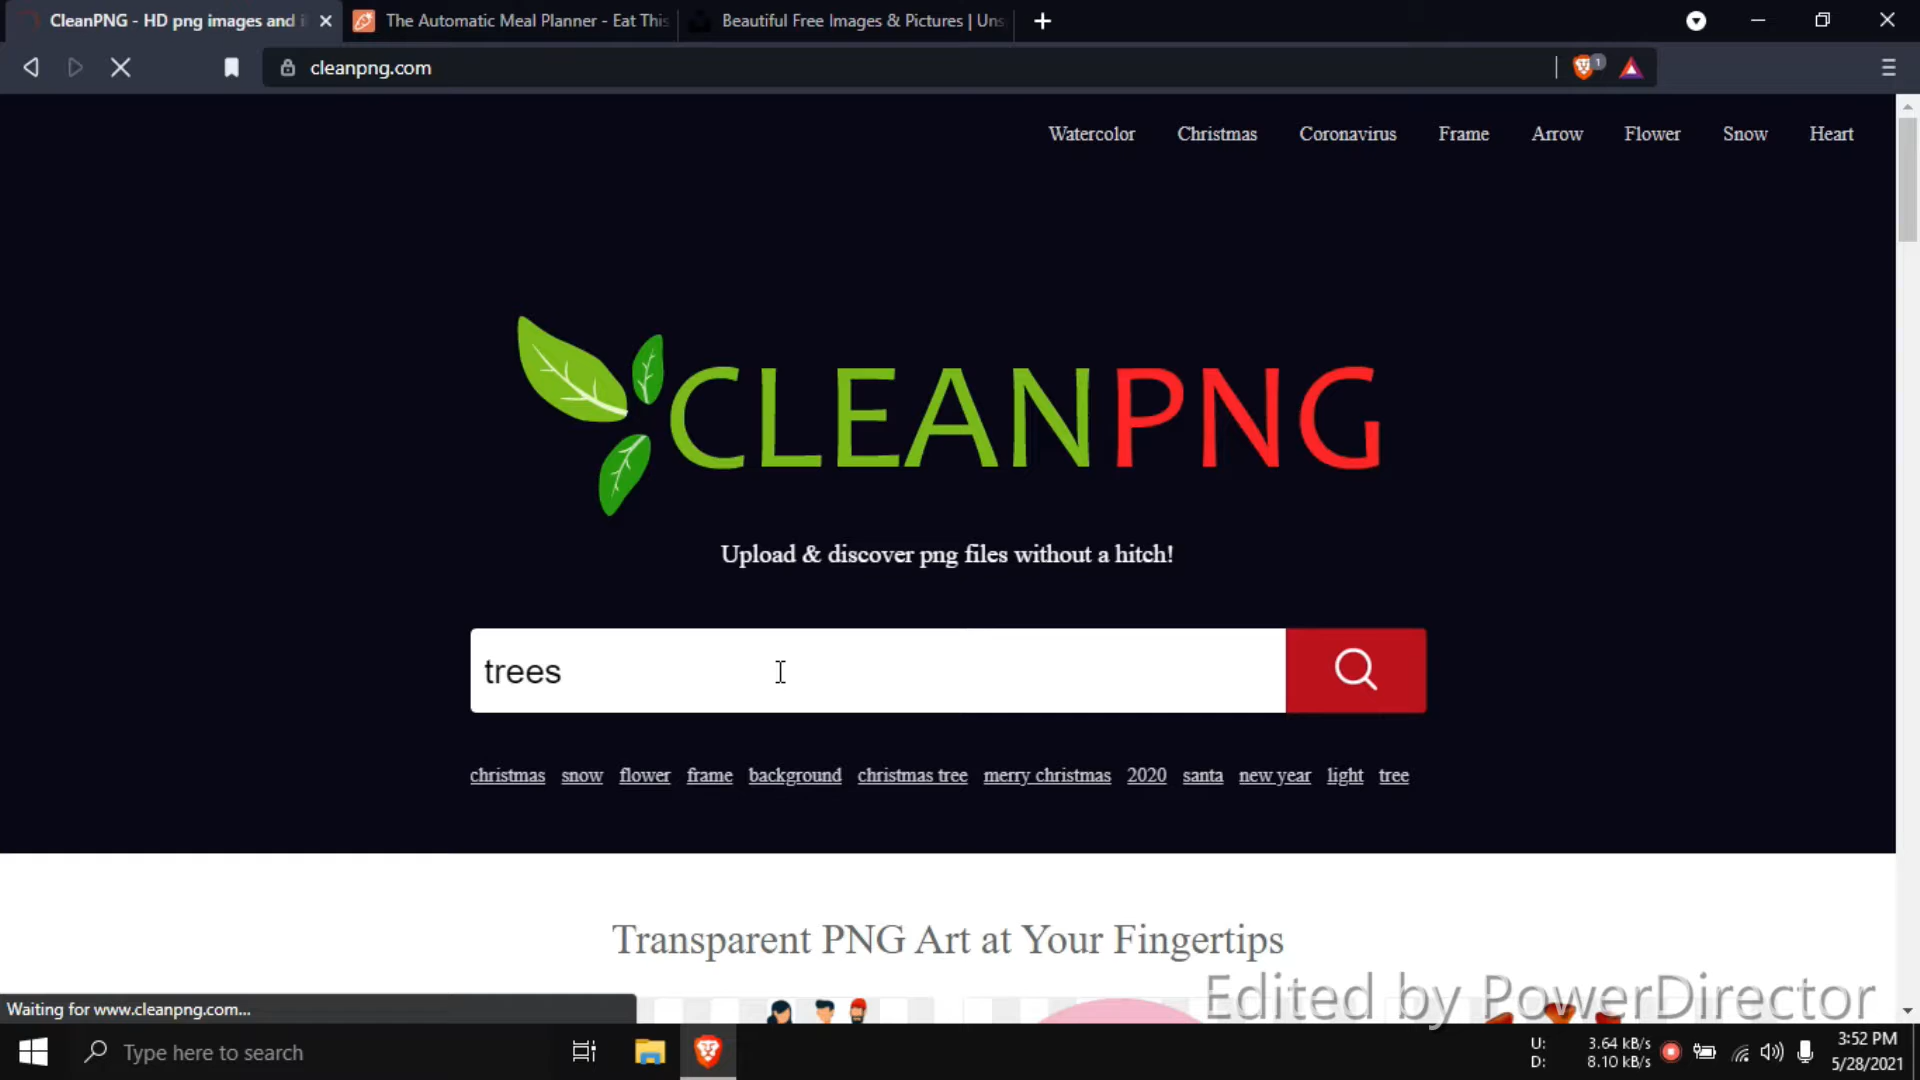 CleanPNG - HD png images and i
The Automatic Meal Planner - Eat This
Beautiful Free Images & Pictures | Uns
cleanpng.com
1
Watercolor Christmas Coronavirus Frame Arrow Flower Snow Heart
CLEANPNG
Upload & discover png files without a hitch!
trees
christmas snow flower frame background christmas tree merry christmas 2020 santa new year light tree
Transparent PNG Art at Your Fingertips
Edited by PowerDirector
Waiting for www.cleanpng.com...
Type here to search
U: 3.64 kB/s
D: 8.10 kB/s
3:52 PM
5/28/2021